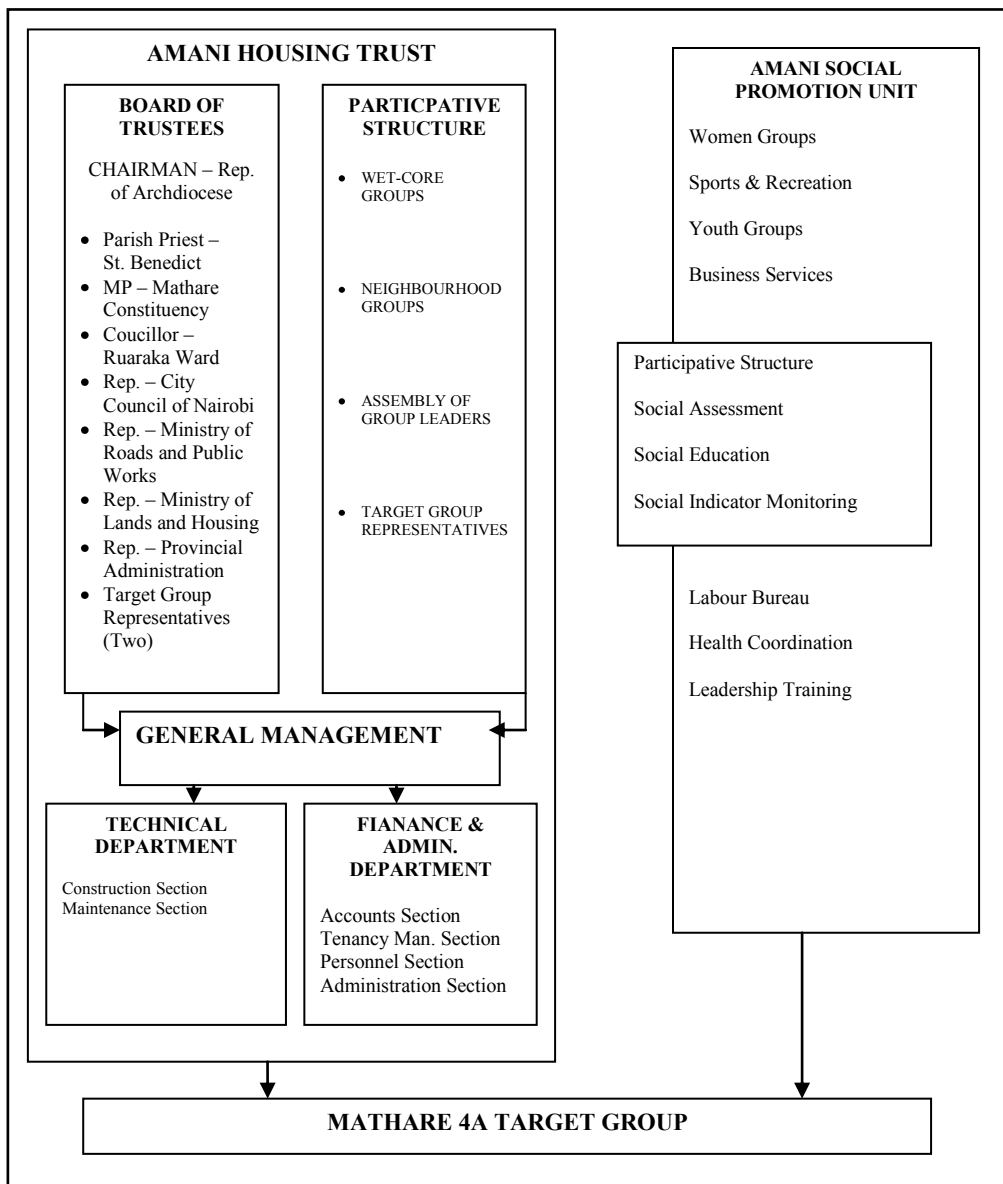 AMANI HOUSING TRUST
BOARD OF
TRUSTEES
CHAIRMAN – Rep.
of Archdiocese
• Parish Priest –
St. Benedict
• MP – Mathare
Constituency
• Coucillor –
Ruaraka Ward
• Rep. – City
Council of Nairobi
• Rep. – Ministry of
Roads and Public
Works
• Rep. – Ministry of
Lands and Housing
• Rep. – Provincial
Administration
• Target Group
Representatives
(Two)
PARTICPATIVE
STRUCTURE
• WET-CORE
GROUPS
• NEIGHBOURHOOD
GROUPS
• ASSEMBLY OF
GROUP LEADERS
• TARGET GROUP
REPRESENTATIVES
GENERAL MANAGEMENT
TECHNICAL
DEPARTMENT
Construction Section
Maintenance Section
FIANANCE &
ADMIN.
DEPARTMENT
Accounts Section
Tenancy Man. Section
Personnel Section
Administration Section
AMANI SOCIAL
PROMOTION UNIT
Women Groups
Sports & Recreation
Youth Groups
Business Services
Participative Structure
Social Assessment
Social Education
Social Indicator Monitoring
Labour Bureau
Health Coordination
Leadership Training
MATHARE 4A TARGET GROUP